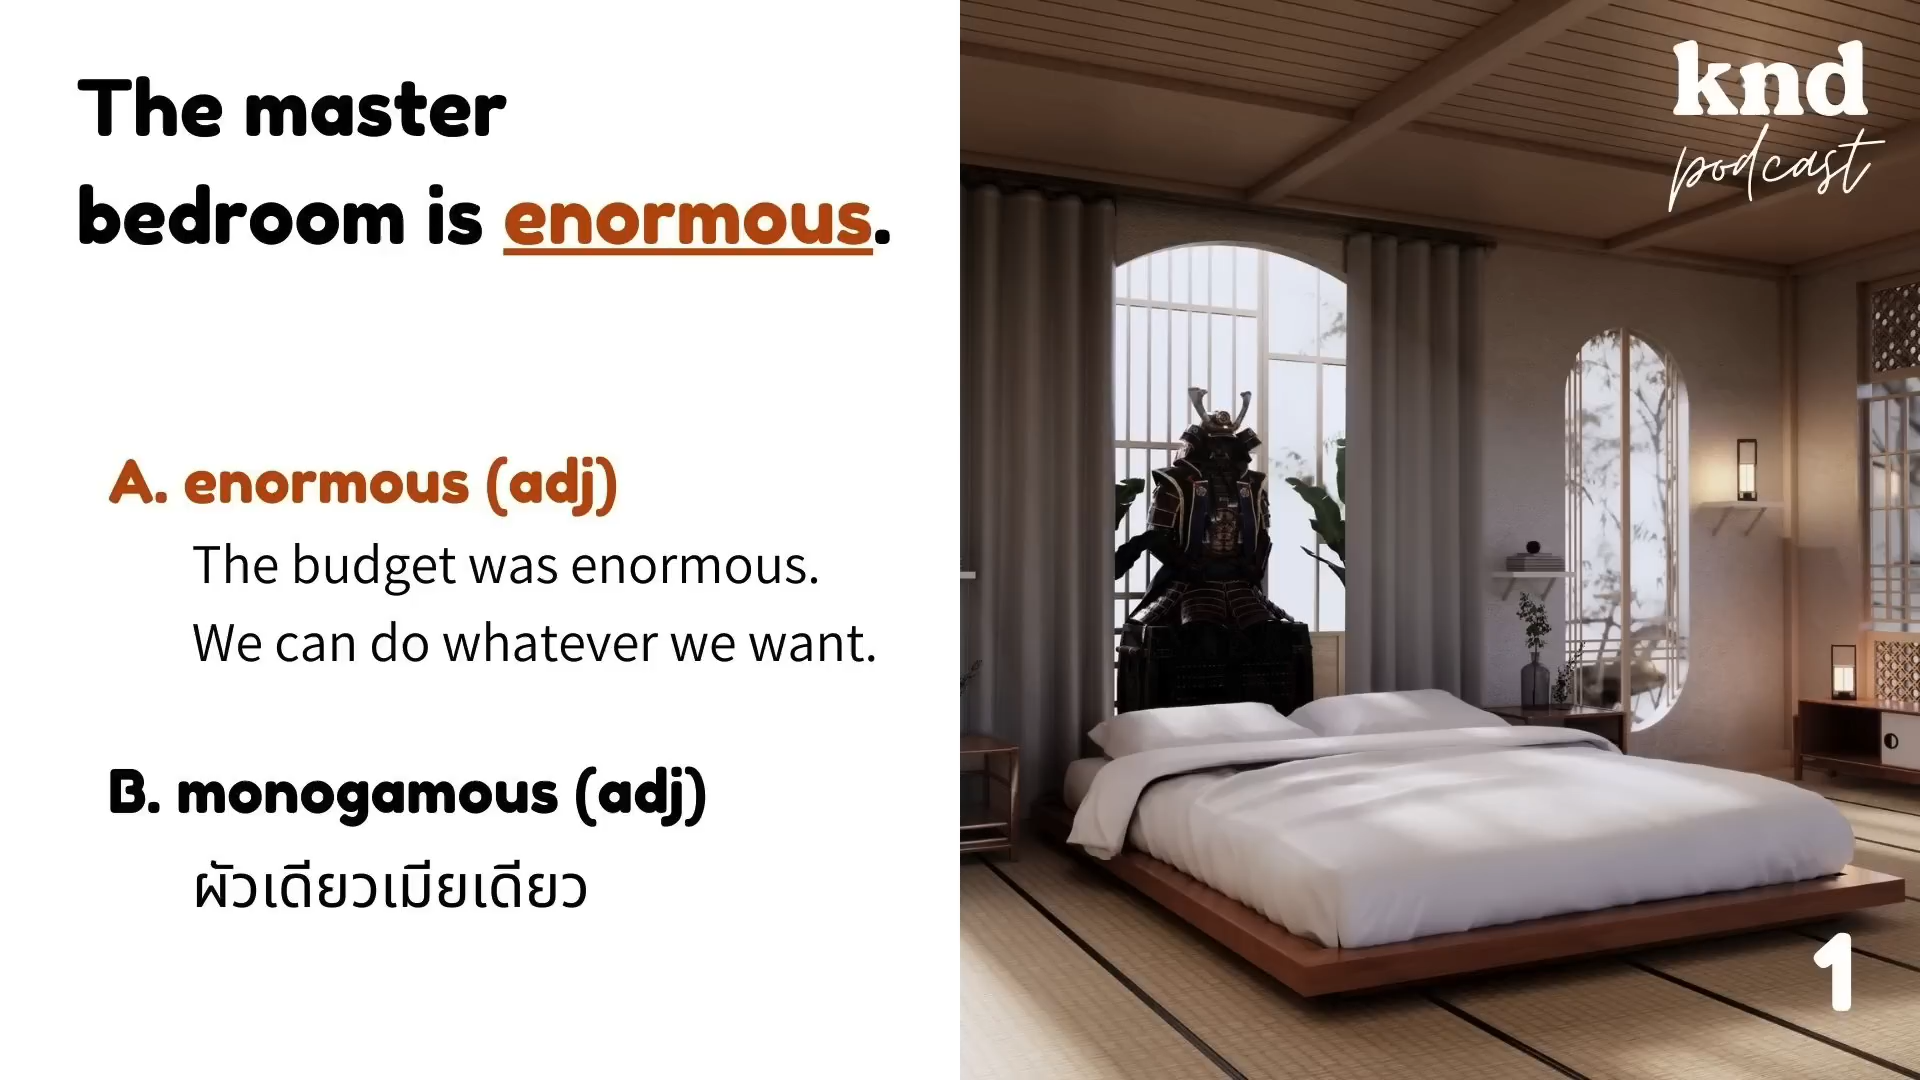 The master
bedroom is enormous.
A. enormous (adj)
The budget was enormous.
We can do whatever we want.
B. monogamous (adj)
ผัวเดียวเมียเดียว
knd
podcast
1